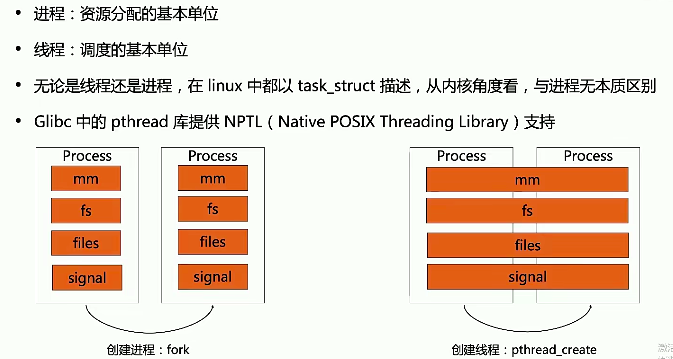 • 进程：资源分配的基本单位
• 线程：调度的基本单位
• 无论是线程还是进程，在 linux 中都以 task_struct 描述，从内核角度看，与进程无本质区别
• Glibc 中的 pthread 库提供 NPTL（Native POSIX Threading Library）支持
Process Process Process Process
mm mm mm
fs fs fs
files files files
signal signal signal
创建进程：fork 创建线程：pthread_create
激活